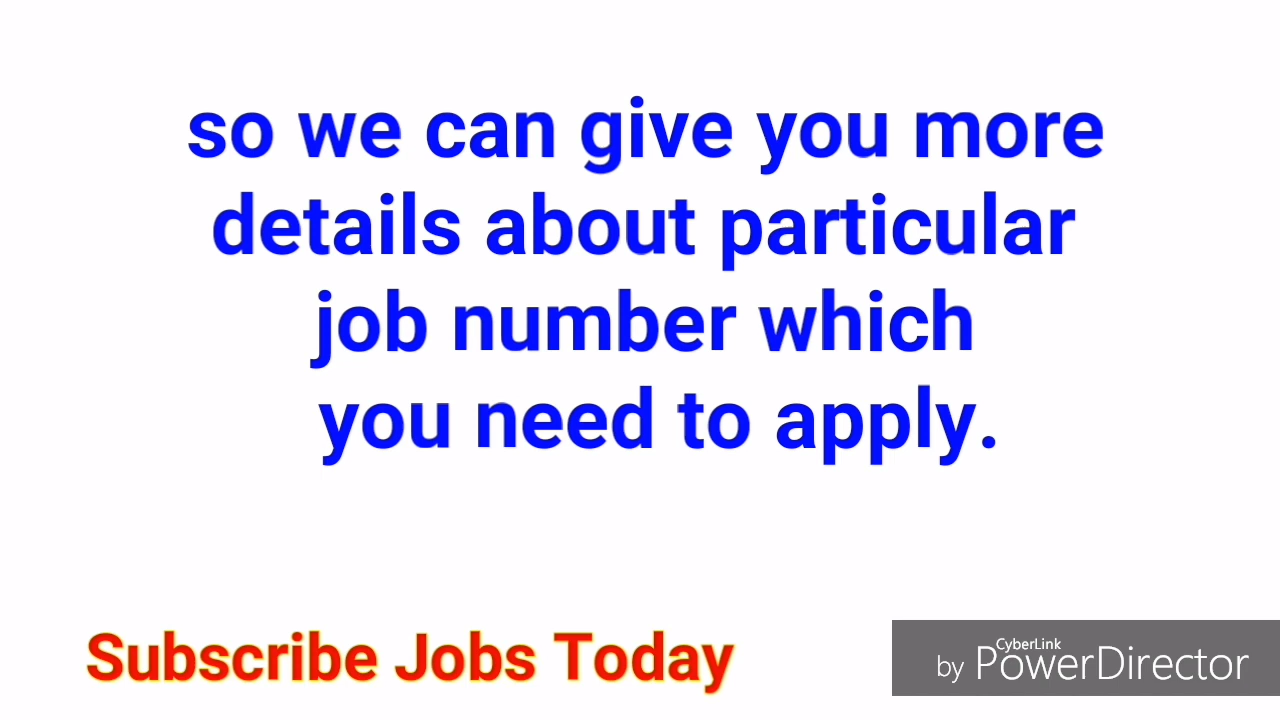 so we can give you more
details about particular
job number which
you need to apply.
Subscribe Jobs Today
by CyberLink PowerDirector